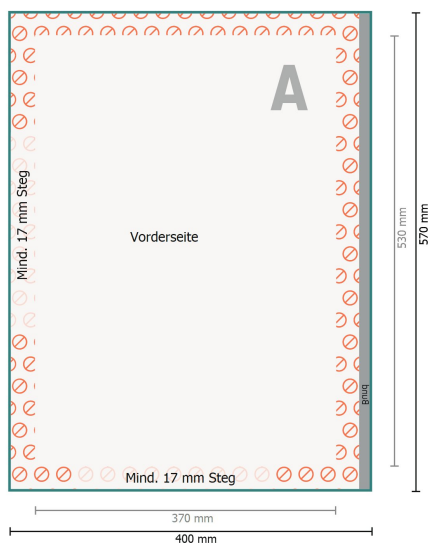 A
Mind. 17 mm Steg
Vorderseite
Bund
530 mm
570 mm
Mind. 17 mm Steg
370 mm
400 mm